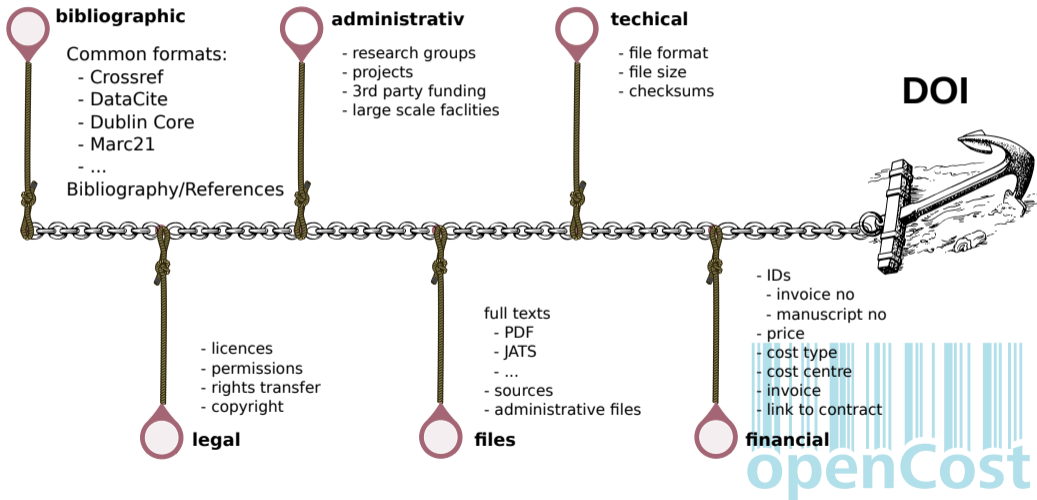 bibliographic
Common formats:
- Crossref
- DataCite
- Dublin Core
- Marc21
- ...
Bibliography/References
administrativ
- research groups
- projects
- 3rd party funding
- large scale faclities
techical
- file format
- file size
- checksums
DOI
- licences
- permissions
- rights transfer
- copyright
legal
full texts
- PDF
- JATS
- ...
- sources
- administrative files
files
- IDs
- invoice no
- manuscript no
- price
- cost type
- cost centre
- invoice
- link to contract
financial
openCost